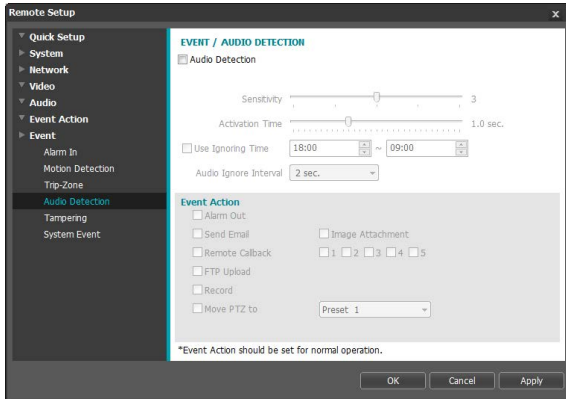 Remote Setup
x
Quick Setup
System
Network
Video
Audio
Event Action
Event
Alarm In
Motion Detection
Trip-Zone
Audio Detection
Tampering
System Event
EVENT / AUDIO DETECTION
Audio Detection
Sensitivity 3
Activation Time 1.0 sec.
Use Ignoring Time 18:00 ~ 09:00
Audio Ignore Interval 2 sec.
Event Action
Alarm Out
Send Email Image Attachment
Remote Callback 1 2 3 4 5
FTP Upload
Record
Move PTZ to Preset 1
*Event Action should be set for normal operation.
OK Cancel Apply